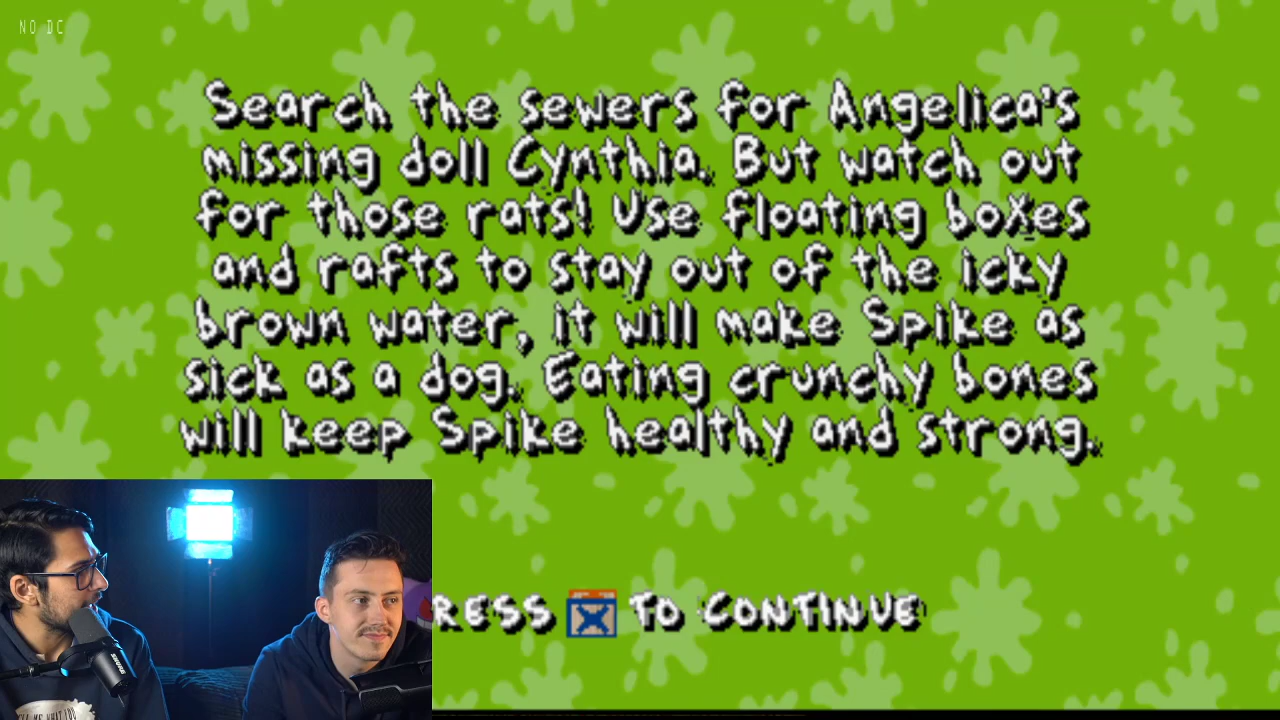 NO DC
Search the sewers for Angelica's
missing doll Cynthia. But watch out
for those rats! Use floating boxes
and rafts to stay out of the icky
brown water, it will make Spike as
sick as a dog. Eating crunchy bones
will keep Spike healthy and strong.
RESS X TO CONTINUE
SHURE